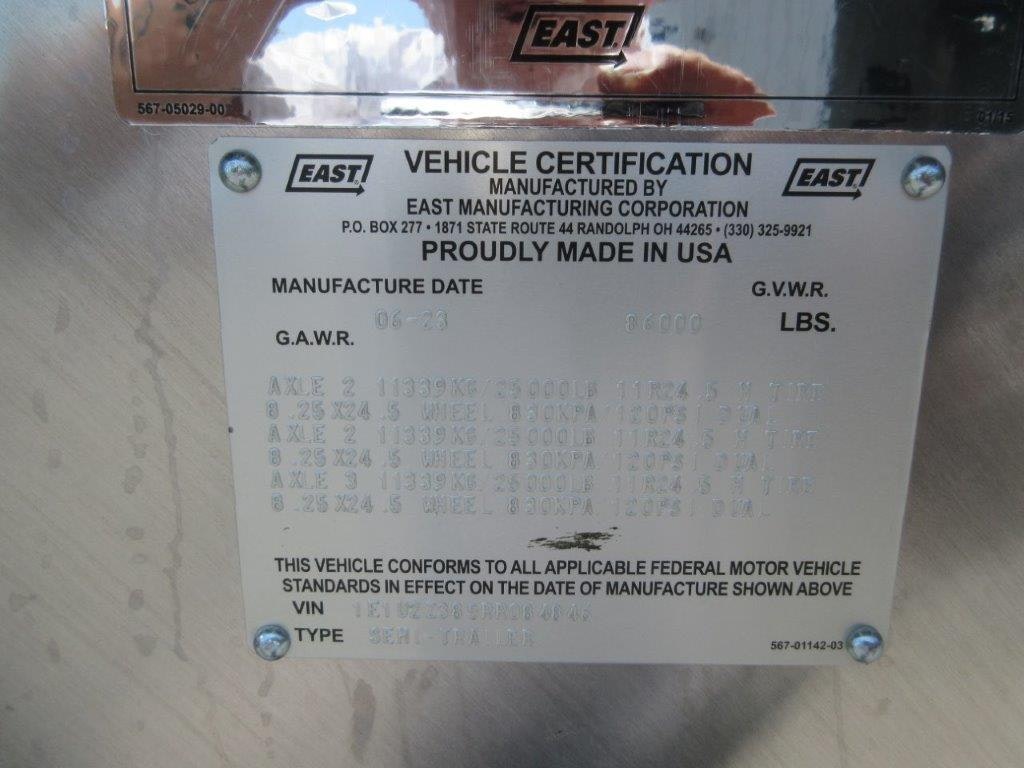 EAST
567-05029-00
01/15
EAST VEHICLE CERTIFICATION EAST
MANUFACTURED BY
EAST MANUFACTURING CORPORATION
P.O. BOX 277 • 1871 STATE ROUTE 44 RANDOLPH OH 44265 • (330) 325-9921
PROUDLY MADE IN USA
MANUFACTURE DATE G.V.W.R.
06-23 86000 LBS.
G.A.W.R.
AXLE 2 11339KG/25000LB 11R24.5 H TIRE
8.25X24.5 WHEEL 830KPA/120PSI DUAL
AXLE 2 11339KG/25000LB 11R24.5 H TIRE
8.25X24.5 WHEEL 830KPA/120PSI DUAL
AXLE 3 11339KG/25000LB 11R24.5 H TIRE
8.25X24.5 WHEEL 830KPA/120PSI DUAL
THIS VEHICLE CONFORMS TO ALL APPLICABLE FEDERAL MOTOR VEHICLE
STANDARDS IN EFFECT ON THE DATE OF MANUFACTURE SHOWN ABOVE
VIN
TYPE SEMI-TRAILER
567-01142-03